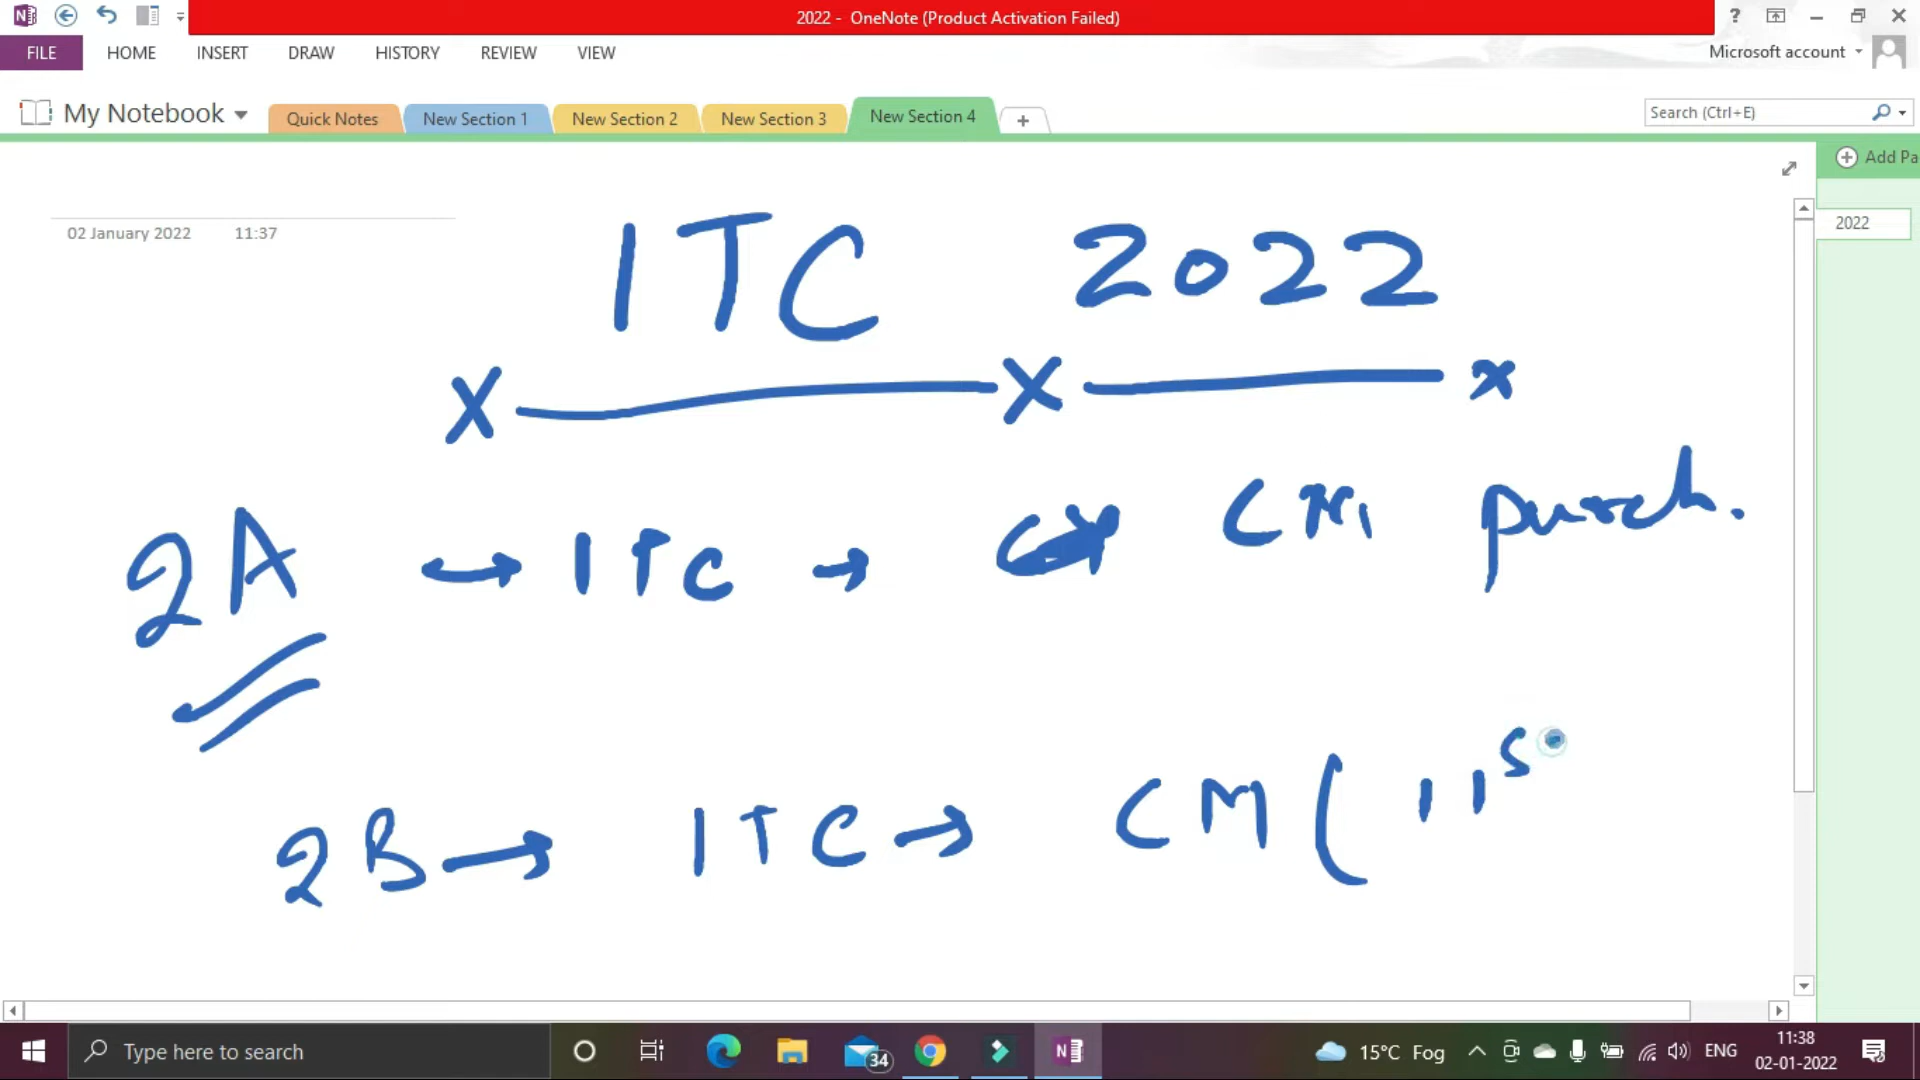 2022 - OneNote (Product Activation Failed)
?
FILE HOME INSERT DRAW HISTORY REVIEW VIEW Microsoft account
My Notebook Quick Notes New Section 1 New Section 2 New Section 3 New Section 4 + Search (Ctrl+E)
Add Pa
2022
02 January 2022 11:37
ITC 2022
x x x
2A ITC → CM purch.
2B → ITC → CM ( 11
Type here to search 34 15°C Fog ENG 11:38
02-01-2022